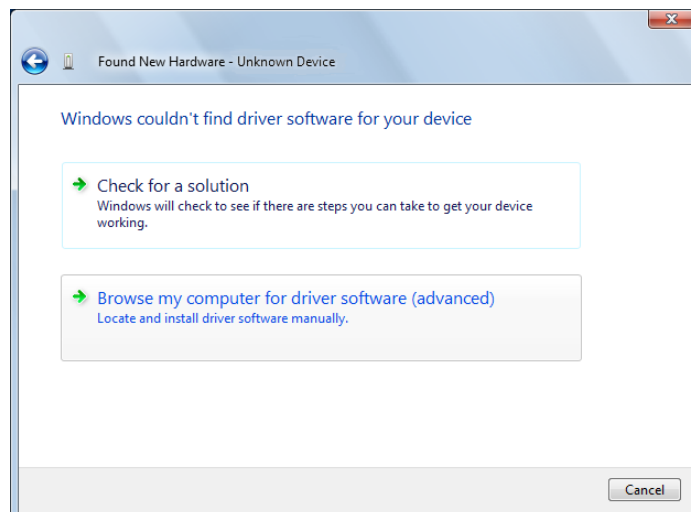 Found New Hardware - Unknown Device
Windows couldn't find driver software for your device
Check for a solution
Windows will check to see if there are steps you can take to get your device
working.
Browse my computer for driver software (advanced)
Locate and install driver software manually.
Cancel